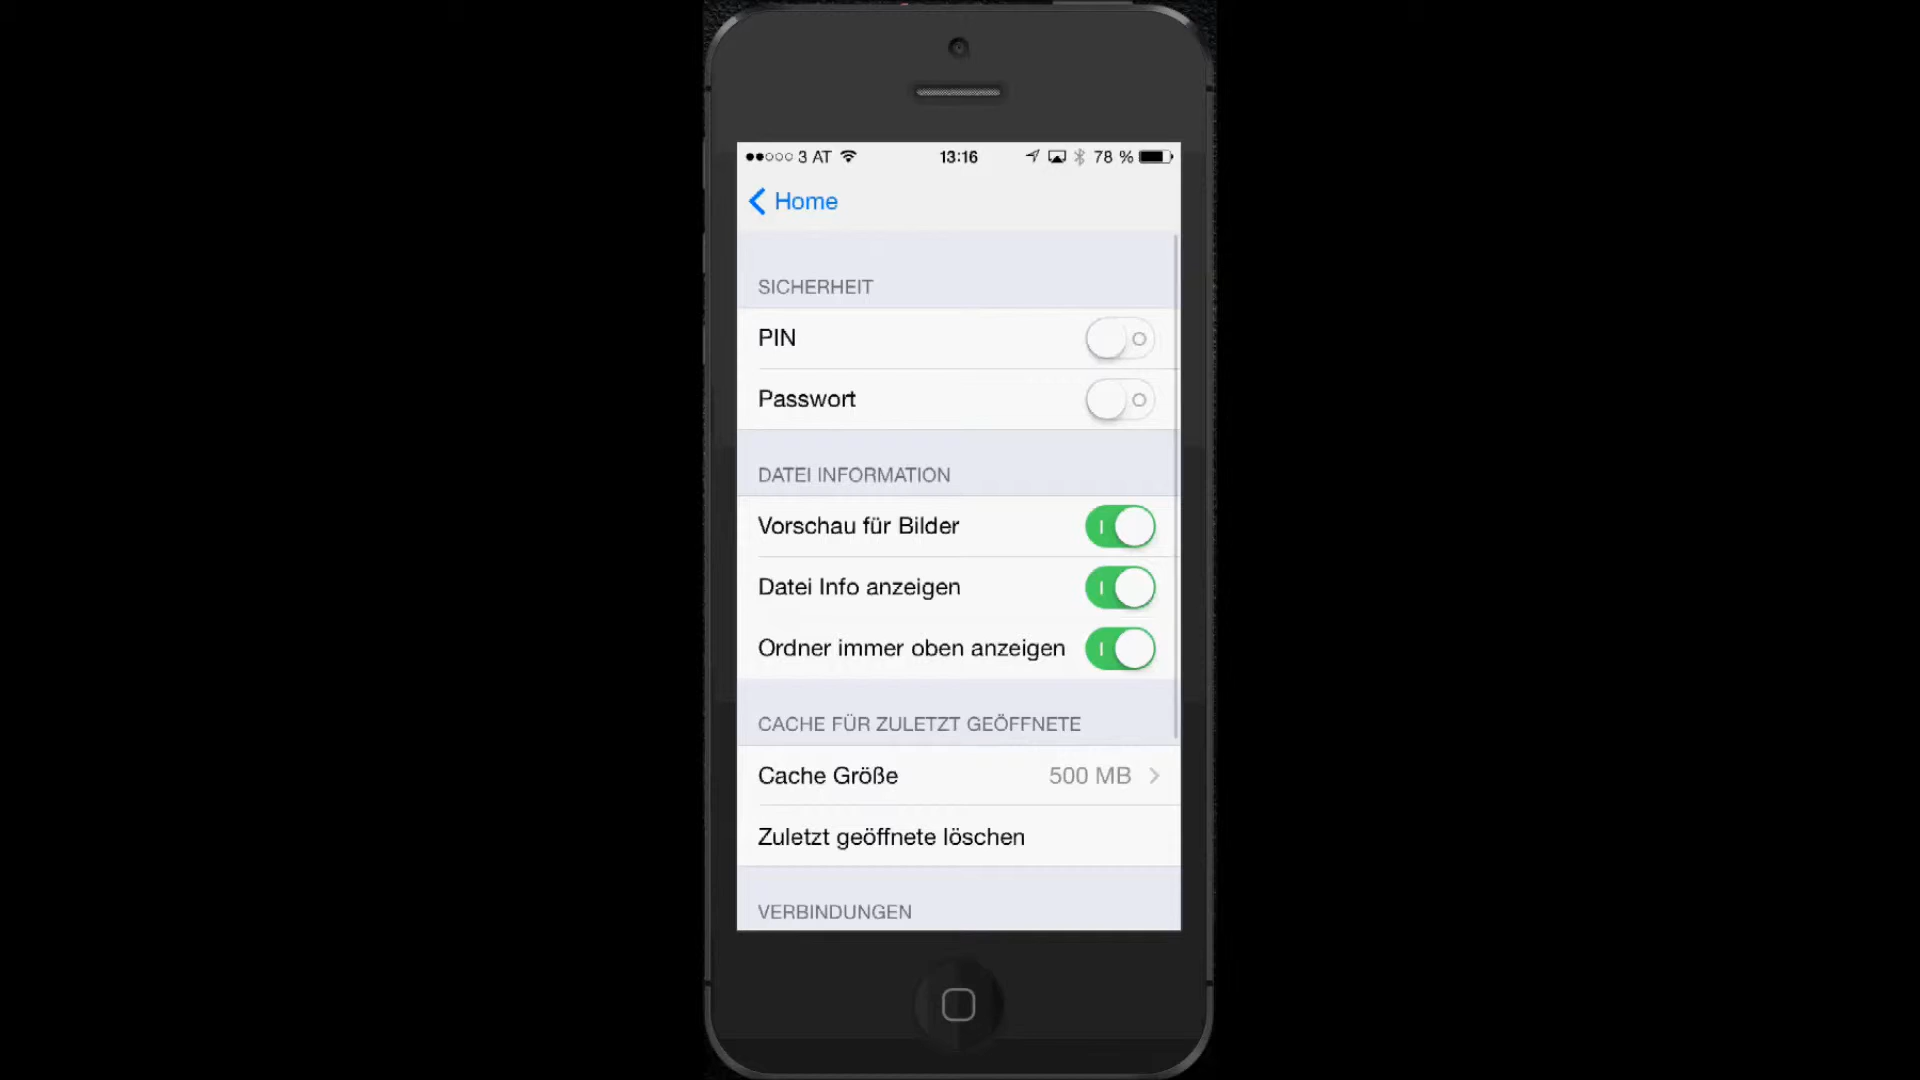 3 AT 13:16 78 %
Home
SICHERHEIT
PIN
Passwort
DATEI INFORMATION
Vorschau für Bilder
Datei Info anzeigen
Ordner immer oben anzeigen
CACHE FÜR ZULETZT GEÖFFNETE
Cache Größe 500 MB
Zuletzt geöffnete löschen
VERBINDUNGEN